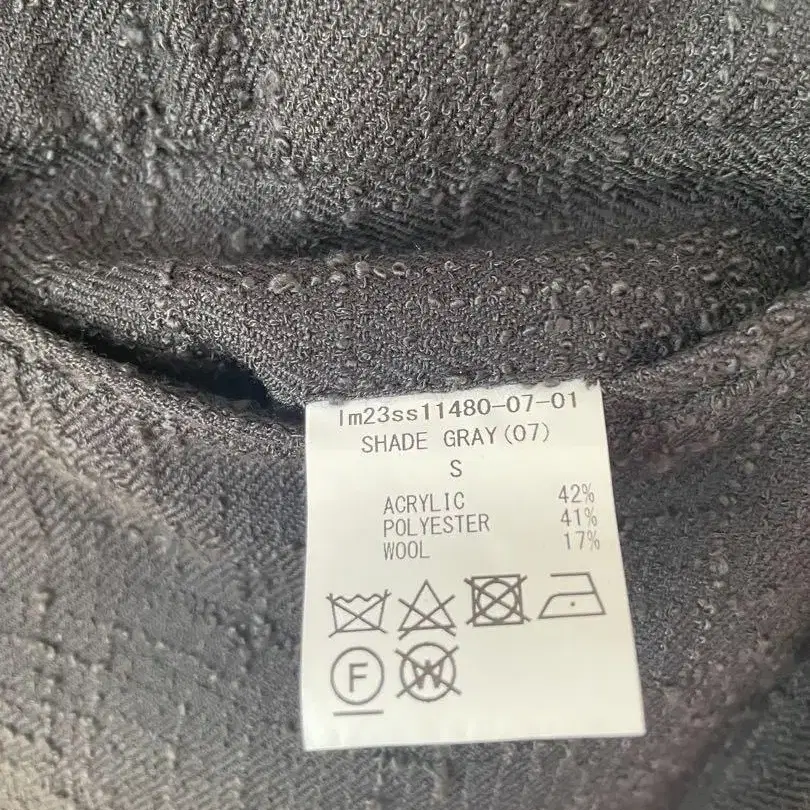 lm23ss11480-07-01
SHADE GRAY(07)
S
ACRYLIC 42%
POLYESTER 41%
WOOL 17%
F W